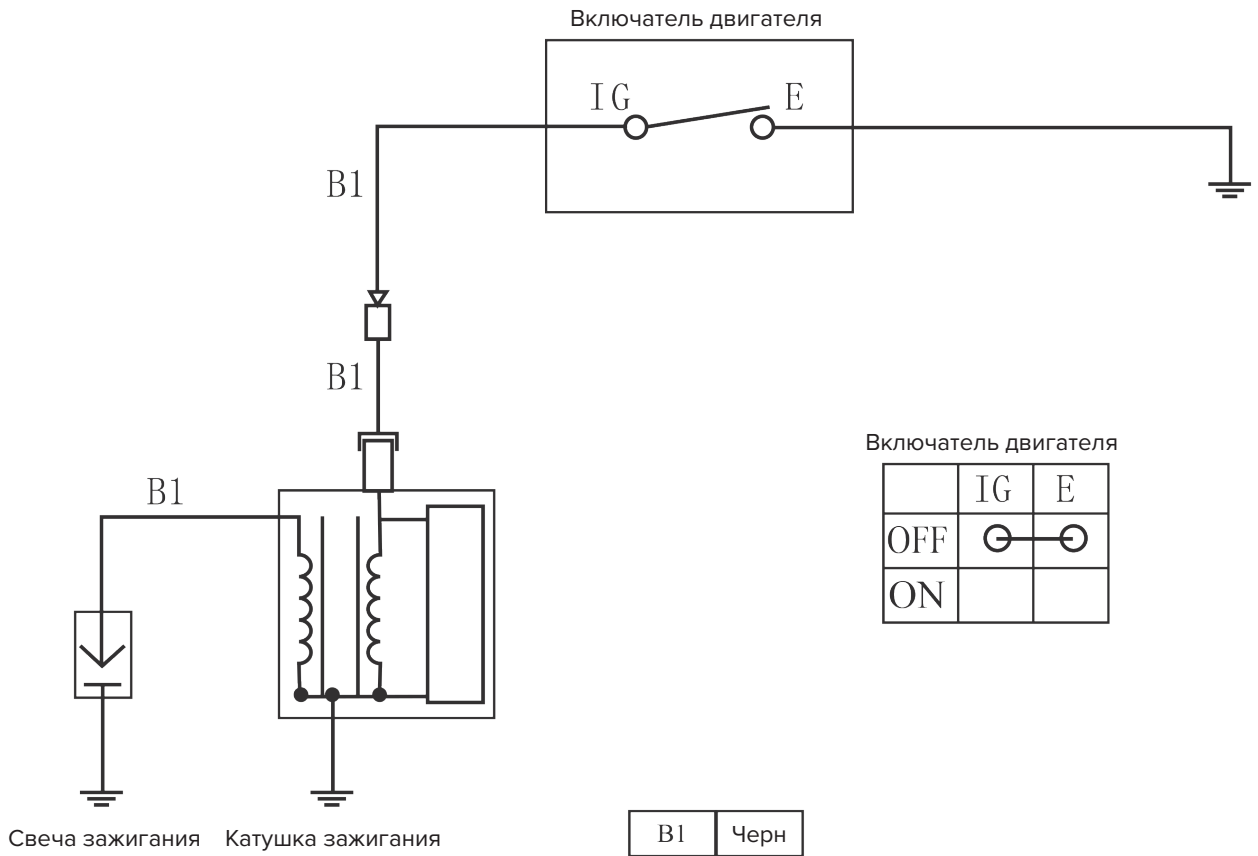 Включатель двигателя
IG E
B1
B1
B1
Включатель двигателя
IG E
OFF
ON
Свеча зажигания Катушка зажигания
B1 Черн